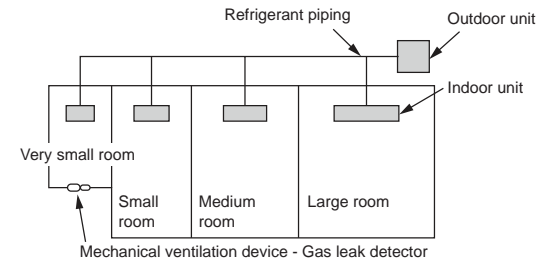 Refrigerant piping
Outdoor unit
Indoor unit
Very small room
Small
room
Medium
room
Large room
Mechanical ventilation device - Gas leak detector